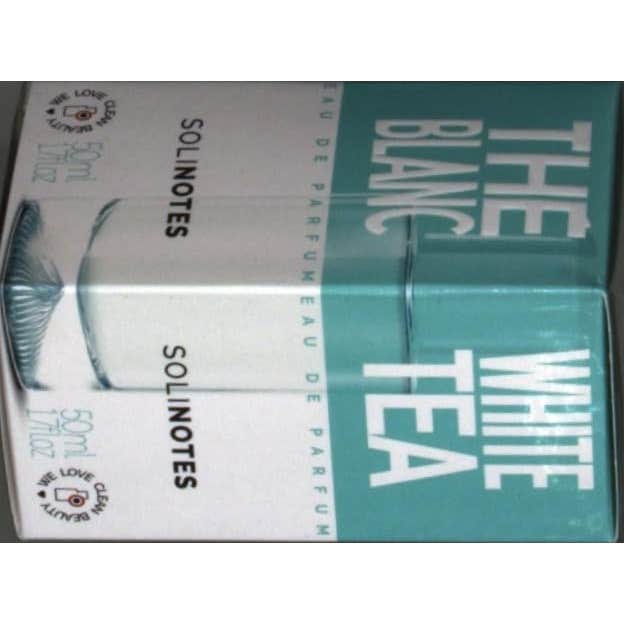 THÉ
BLANC
EAU DE PARFUM
SOLINOTES
50ml
1.7fl.oz
WE LOVE CLEAN BEAUTY
WHITE
TEA
EAU DE PARFUM
SOLINOTES
50ml
1.7fl.oz
WE LOVE CLEAN BEAUTY